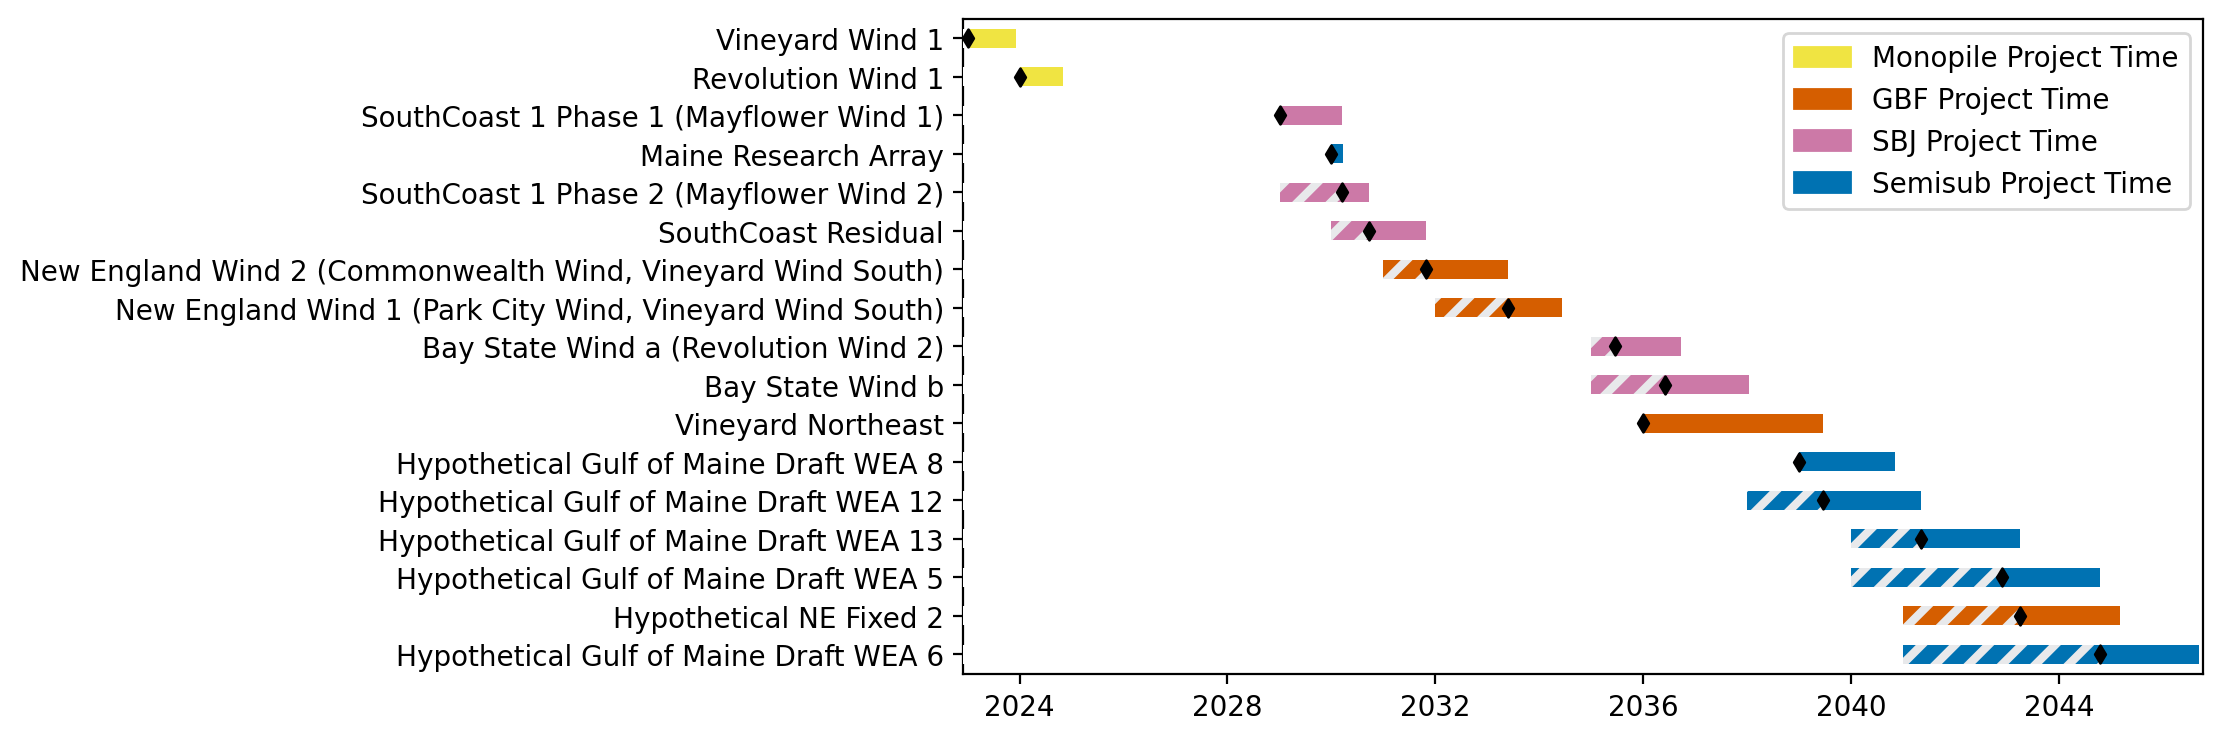 Vineyard Wind 1
Revolution Wind 1
SouthCoast 1 Phase 1 (Mayflower Wind 1)
Maine Research Array
SouthCoast 1 Phase 2 (Mayflower Wind 2)
SouthCoast Residual
New England Wind 2 (Commonwealth Wind, Vineyard Wind South)
New England Wind 1 (Park City Wind, Vineyard Wind South)
Bay State Wind a (Revolution Wind 2)
Bay State Wind b
Vineyard Northeast
Hypothetical Gulf of Maine Draft WEA 8
Hypothetical Gulf of Maine Draft WEA 12
Hypothetical Gulf of Maine Draft WEA 13
Hypothetical Gulf of Maine Draft WEA 5
Hypothetical NE Fixed 2
Hypothetical Gulf of Maine Draft WEA 6
Monopile Project Time
GBF Project Time
SBJ Project Time
Semisub Project Time
2024 2028 2032 2036 2040 2044